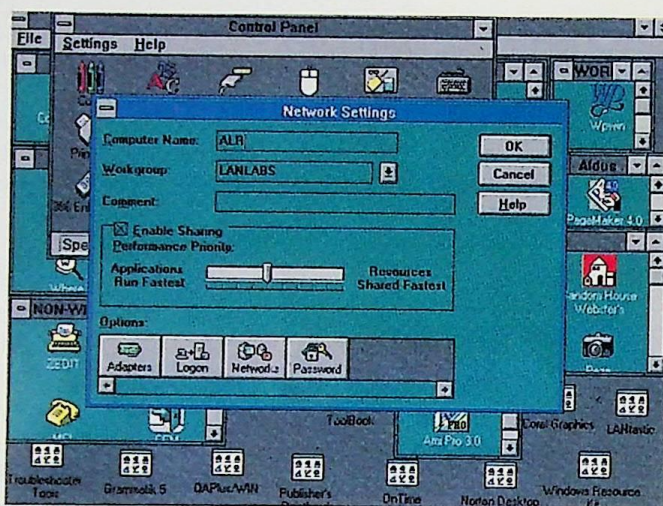 Control Panel
File
Settings Help
WOR
Wpwin
Network Settings
Computer Name: ALR
OK
Workgroup: LANLABS
Cancel
Aldus
Comment:
Help
PageMaker 4.0
Enable Sharing
Performance Priority:
Applications
Run Fastest
Resources
Shared Fastest
Random House
Webster's
NON-WI
Options:
ZEDIT
Adapters Logon Networks Password
ToolBook
Ami Pro 3.0
Corel Graphics
LANtastic
Troubleshooter
Tools
Grammatik 5
QAPlus/WIN
Publisher's
OnTime
Norton Desktop
Windows Resource